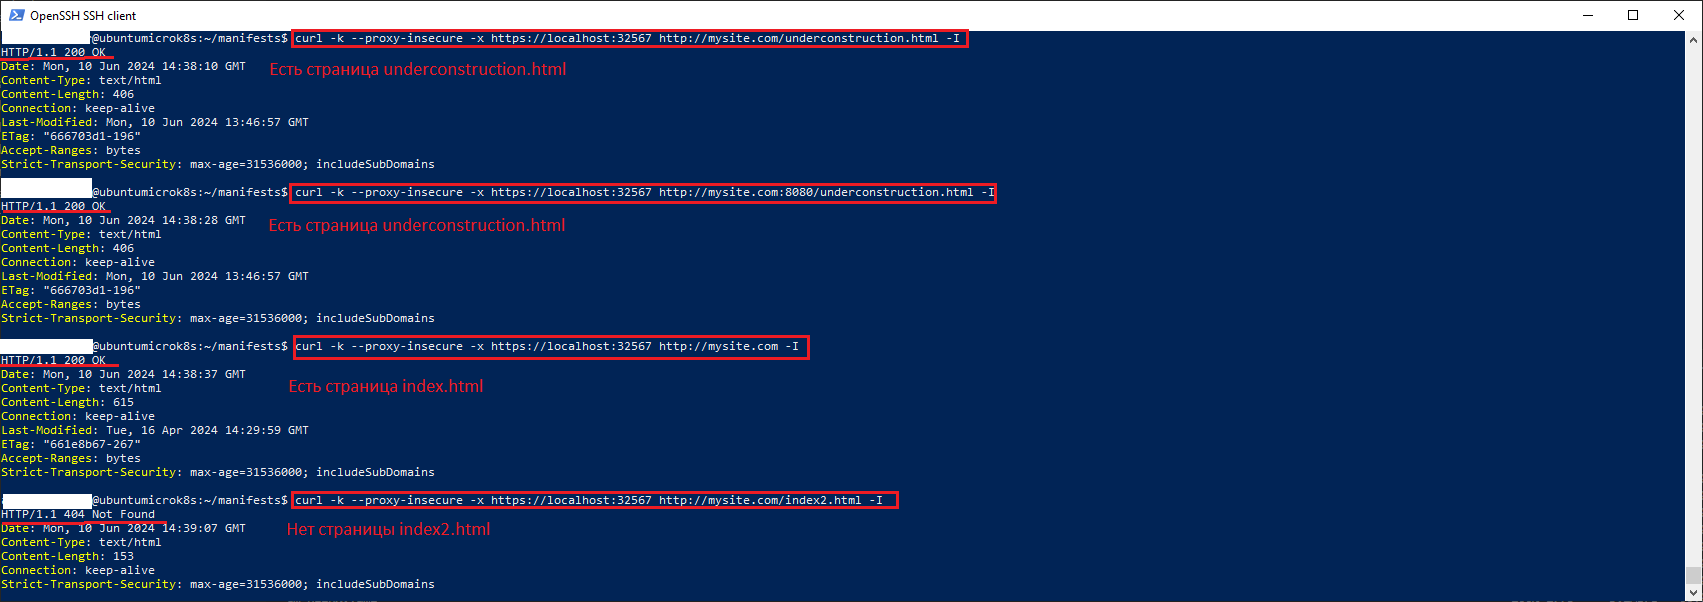 OpenSSH SSH client
@ubuntumicrok8s:~/manifests$ curl -k --proxy-insecure -x https://localhost:32567 http://mysite.com/underconstruction.html -I
HTTP/1.1 200 OK
Date: Mon, 10 Jun 2024 14:38:10 GMT
Есть страница underconstruction.html
Content-Type: text/html
Content-Length: 406
Connection: keep-alive
Last-Modified: Mon, 10 Jun 2024 13:46:57 GMT
ETag: "666703d1-196"
Accept-Ranges: bytes
Strict-Transport-Security: max-age=31536000; includeSubDomains
@ubuntumicrok8s:~/manifests$ curl -k --proxy-insecure -x https://localhost:32567 http://mysite.com:8080/underconstruction.html -I
HTTP/1.1 200 OK
Date: Mon, 10 Jun 2024 14:38:28 GMT
Есть страница underconstruction.html
Content-Type: text/html
Content-Length: 406
Connection: keep-alive
Last-Modified: Mon, 10 Jun 2024 13:46:57 GMT
ETag: "666703d1-196"
Accept-Ranges: bytes
Strict-Transport-Security: max-age=31536000; includeSubDomains
@ubuntumicrok8s:~/manifests$ curl -k --proxy-insecure -x https://localhost:32567 http://mysite.com -I
HTTP/1.1 200 OK
Date: Mon, 10 Jun 2024 14:38:37 GMT
Content-Type: text/html
Есть страница index.html
Content-Length: 615
Connection: keep-alive
Last-Modified: Tue, 16 Apr 2024 14:29:59 GMT
ETag: "661e8b67-267"
Accept-Ranges: bytes
Strict-Transport-Security: max-age=31536000; includeSubDomains
@ubuntumicrok8s:~/manifests$ curl -k --proxy-insecure -x https://localhost:32567 http://mysite.com/index2.html -I
HTTP/1.1 404 Not Found
Date: Mon, 10 Jun 2024 14:39:07 GMT
Нет страницы index2.html
Content-Type: text/html
Content-Length: 153
Connection: keep-alive
Strict-Transport-Security: max-age=31536000; includeSubDomains